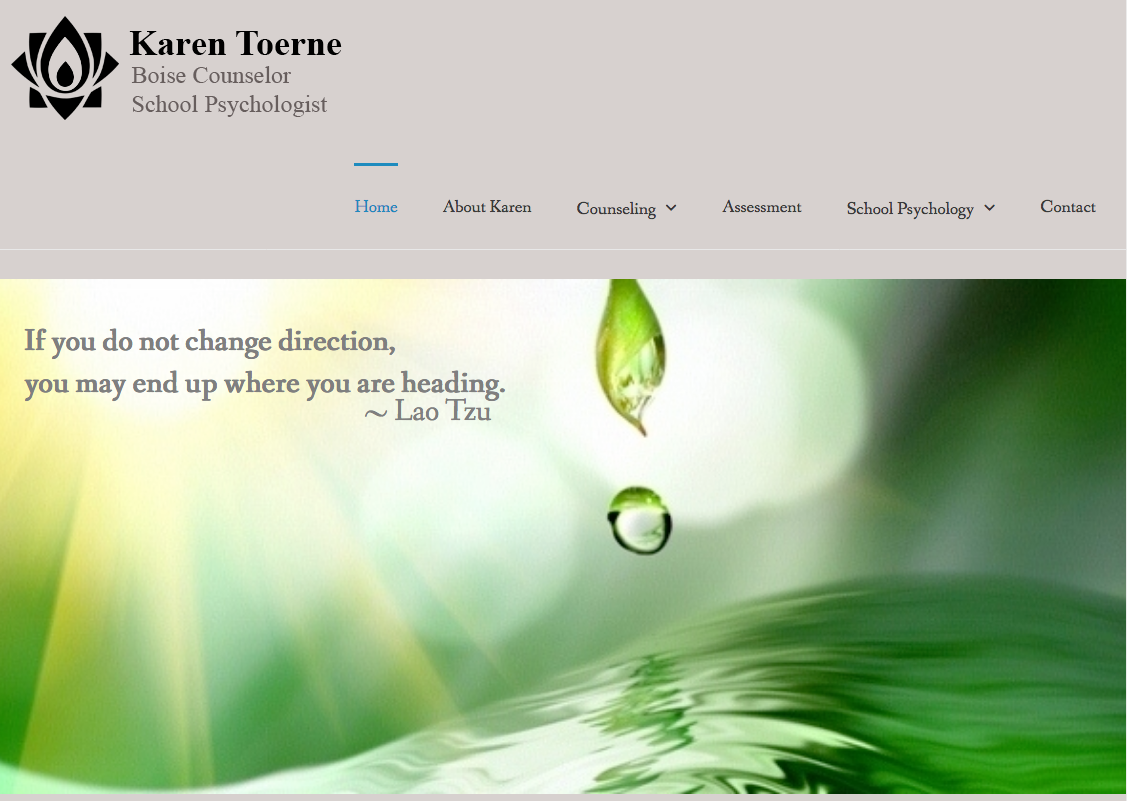 Karen Toerne
Boise Counselor
School Psychologist
Home About Karen Counseling Assessment School Psychology Contact
If you do not change direction,
you may end up where you are heading.
~ Lao Tzu